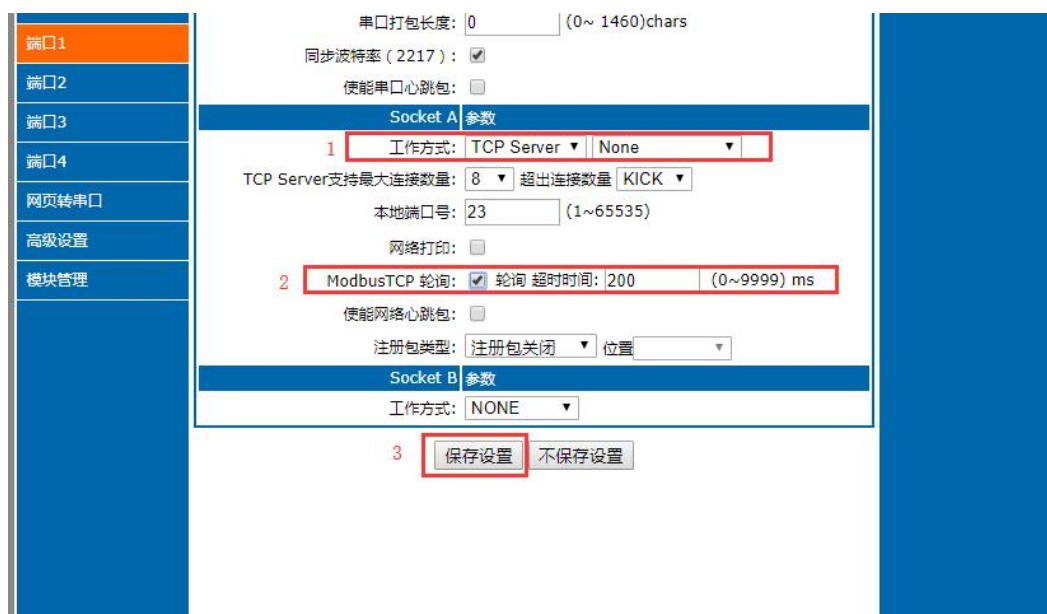 端口1
端口2
端口3
端口4
网页转串口
高级设置
模块管理
串口打包长度: 0 (0~ 1460)chars
同步波特率（2217）:
使能串口心跳包:
Socket A 参数
1 工作方式: TCP Server None
TCP Server支持最大连接数量: 8 超出连接数量 KICK
本地端口号: 23 (1~65535)
网络打印:
2 ModbusTCP 轮询: 轮询 超时时间: 200 (0~9999) ms
使能网络心跳包:
注册包类型: 注册包关闭 位置
Socket B 参数
工作方式: NONE
3 保存设置 不保存设置